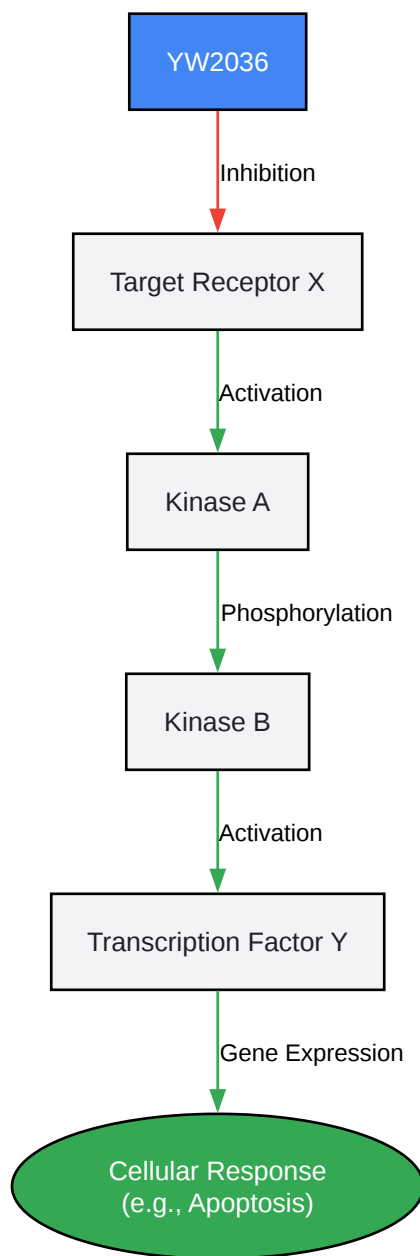 YW2036
Inhibition
Target Receptor X
Activation
Kinase A
Phosphorylation
Kinase B
Activation
Transcription Factor Y
Gene Expression
Cellular Response
(e.g., Apoptosis)